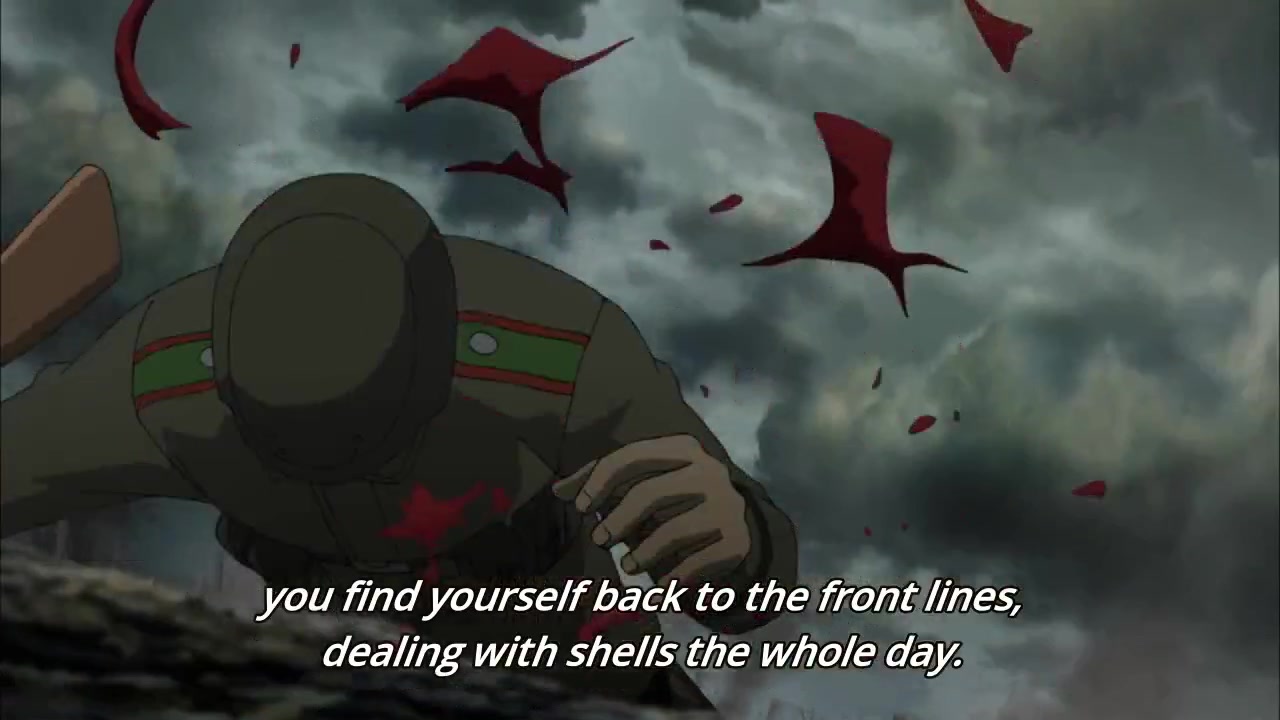 you find yourself back to the front lines,
dealing with shells the whole day.